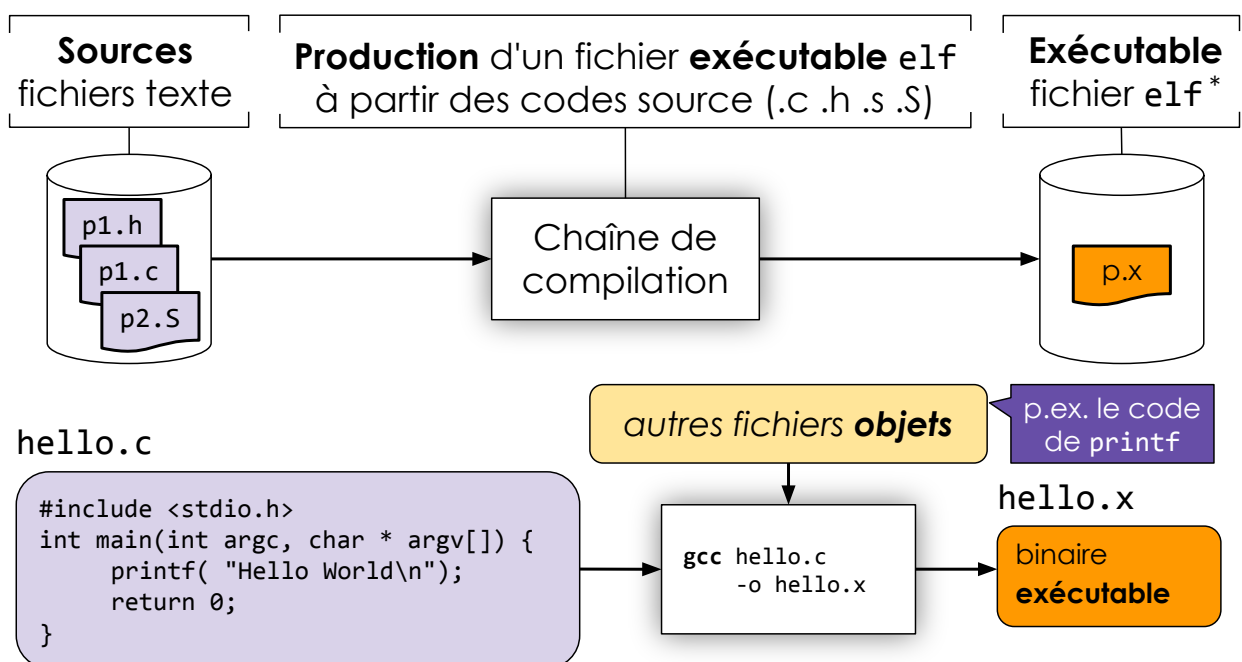 Sources
fichiers texte
Production d'un fichier exécutable elf
à partir des codes source (.c .h .s .S)
Exécutable
fichier elf*
p1.h
p1.c
p2.S
Chaîne de
compilation
p.x
autres fichiers objets
p.ex. le code
de printf
hello.c
#include <stdio.h>
int main(int argc, char * argv[]) {
     printf( "Hello World\n");
     return 0;
}
gcc hello.c
    -o hello.x
hello.x
binaire
exécutable